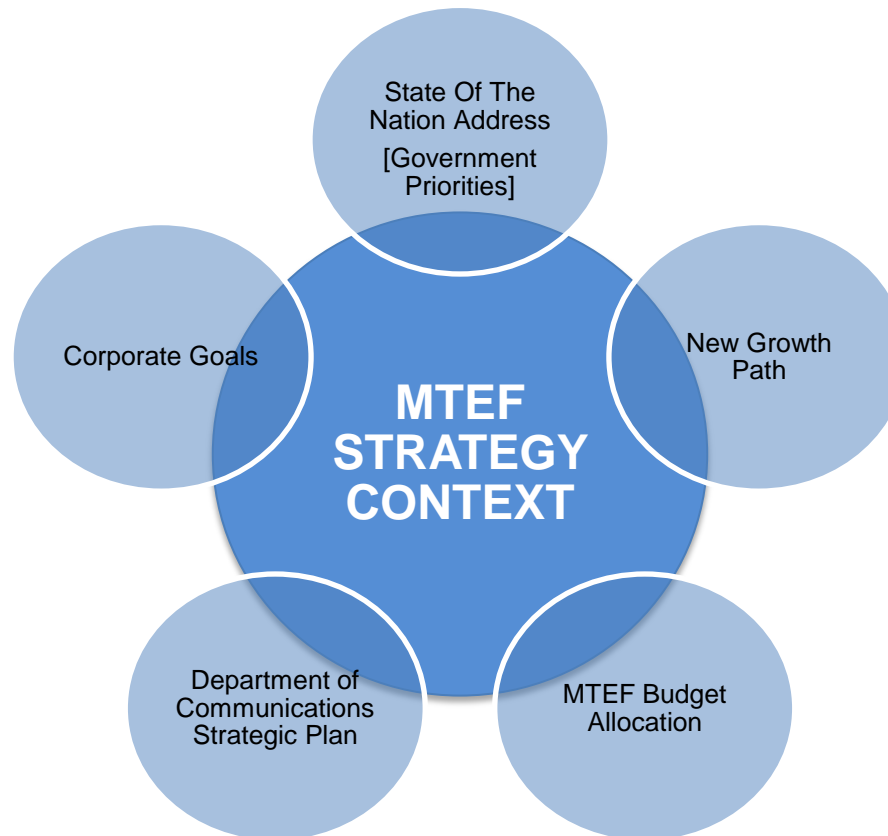 State Of The
Nation Address
[Government
Priorities]
New Growth
Path
Corporate Goals
MTEF
STRATEGY
CONTEXT
Department of
Communications
Strategic Plan
MTEF Budget
Allocation